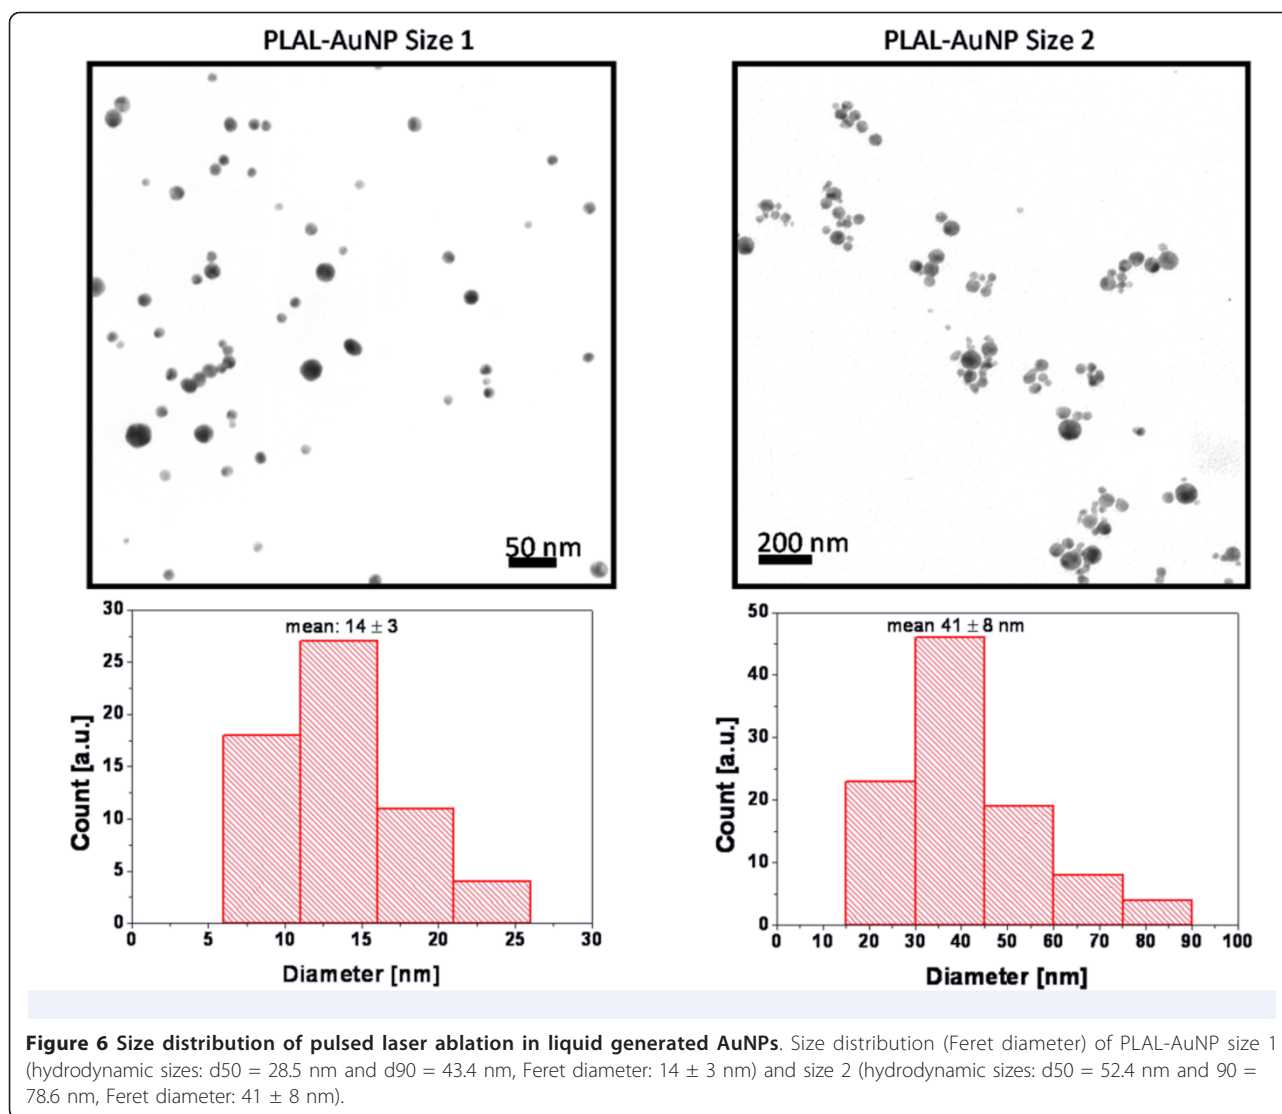 PLAL-AuNP Size 1
PLAL-AuNP Size 2
50 nm
200 nm
mean: 14 ± 3
30
25
20
15
10
5
0
Count [a.u.]
0 5 10 15 20 25 30
Diameter [nm]
mean 41 ± 8 nm
50
40
30
20
10
0
Count [a.u.]
0 10 20 30 40 50 60 70 80 90 100
Diameter [nm]
Figure 6 Size distribution of pulsed laser ablation in liquid generated AuNPs. Size distribution (Feret diameter) of PLAL-AuNP size 1
(hydrodynamic sizes: d50 = 28.5 nm and d90 = 43.4 nm, Feret diameter: 14 ± 3 nm) and size 2 (hydrodynamic sizes: d50 = 52.4 nm and 90 =
78.6 nm, Feret diameter: 41 ± 8 nm).